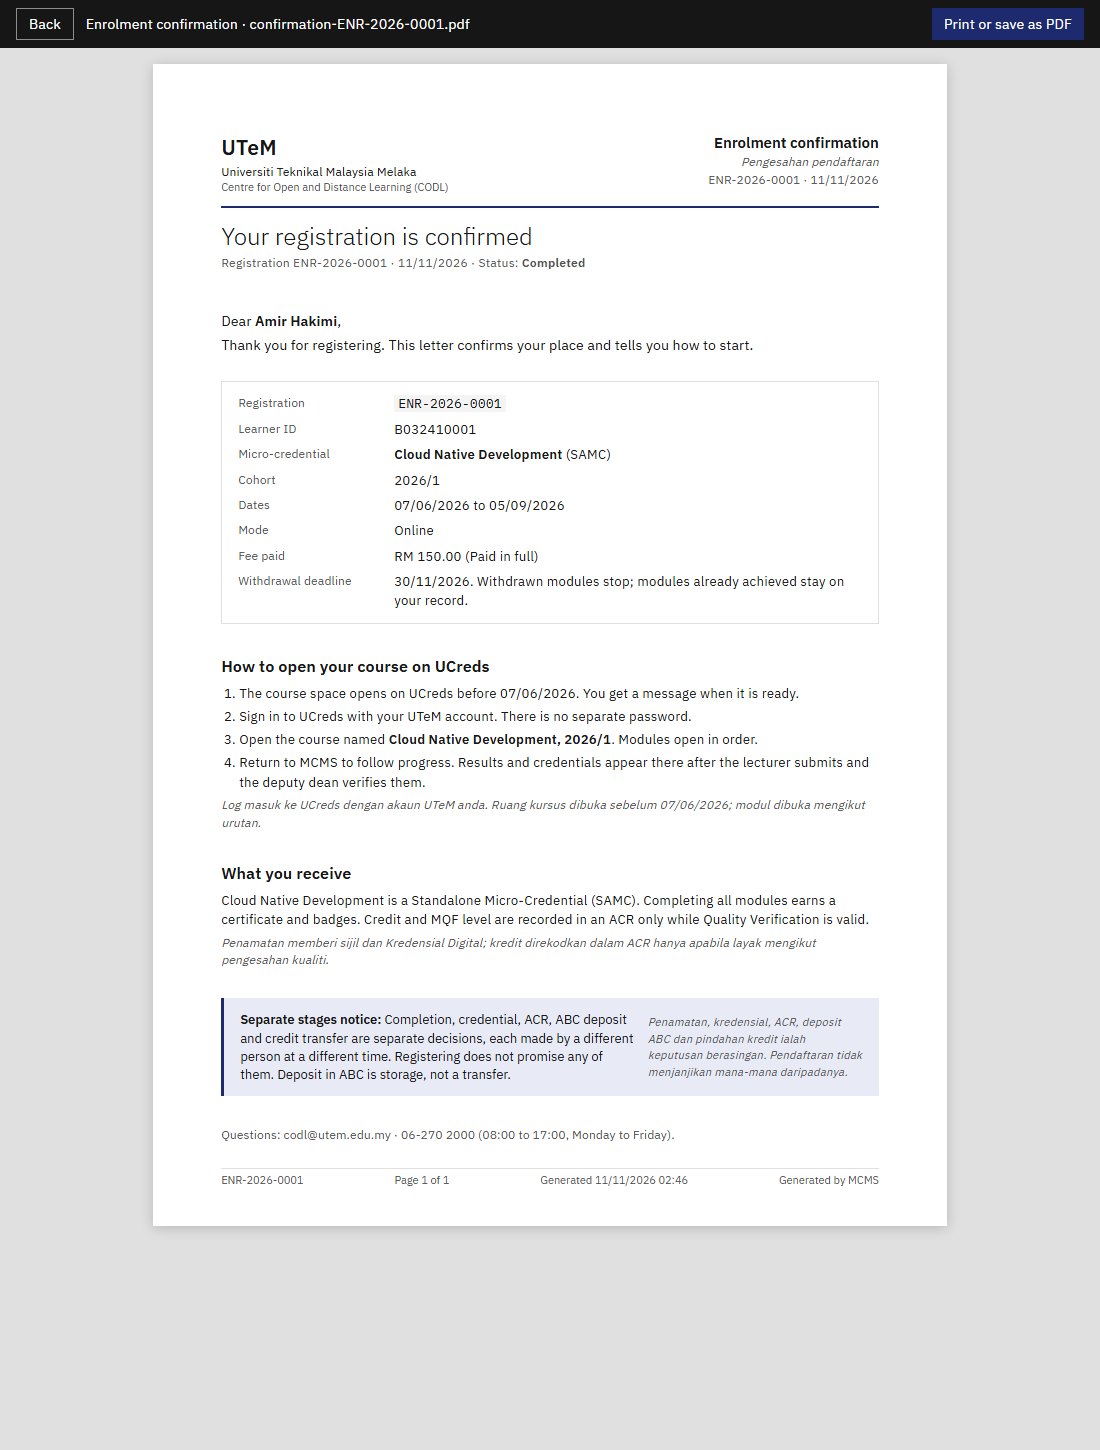 Back
Enrolment confirmation · confirmation-ENR-2026-0001.pdf
Print or save as PDF
UTeM
Universiti Teknikal Malaysia Melaka
Centre for Open and Distance Learning (CODL)
Enrolment confirmation
Pengesahan pendaftaran
ENR-2026-0001 · 11/11/2026
Your registration is confirmed
Registration ENR-2026-0001 · 11/11/2026 · Status: Completed
Dear Amir Hakimi,
Thank you for registering. This letter confirms your place and tells you how to start.
Registration ENR-2026-0001
Learner ID B032410001
Micro-credential Cloud Native Development (SAMC)
Cohort 2026/1
Dates 07/06/2026 to 05/09/2026
Mode Online
Fee paid RM 150.00 (Paid in full)
Withdrawal deadline 30/11/2026. Withdrawn modules stop; modules already achieved stay on
your record.
How to open your course on UCreds
1. The course space opens on UCreds before 07/06/2026. You get a message when it is ready.
2. Sign in to UCreds with your UTeM account. There is no separate password.
3. Open the course named Cloud Native Development, 2026/1. Modules open in order.
4. Return to MCMS to follow progress. Results and credentials appear there after the lecturer submits and
the deputy dean verifies them.
Log masuk ke UCreds dengan akaun UTeM anda. Ruang kursus dibuka sebelum 07/06/2026; modul dibuka mengikut
urutan.
What you receive
Cloud Native Development is a Standalone Micro-Credential (SAMC). Completing all modules earns a
certificate and badges. Credit and MQF level are recorded in an ACR only while Quality Verification is valid.
Penamatan memberi sijil dan Kredensial Digital; kredit direkodkan dalam ACR hanya apabila layak mengikut
pengesahan kualiti.
Separate stages notice: Completion, credential, ACR, ABC deposit
and credit transfer are separate decisions, each made by a different
person at a different time. Registering does not promise any of
them. Deposit in ABC is storage, not a transfer.
Penamatan, kredensial, ACR, deposit
ABC dan pindahan kredit ialah
keputusan berasingan. Pendaftaran tidak
menjanjikan mana-mana daripadanya.
Questions: codl@utem.edu.my · 06-270 2000 (08:00 to 17:00, Monday to Friday).
ENR-2026-0001
Page 1 of 1
Generated 11/11/2026 02:46
Generated by MCMS